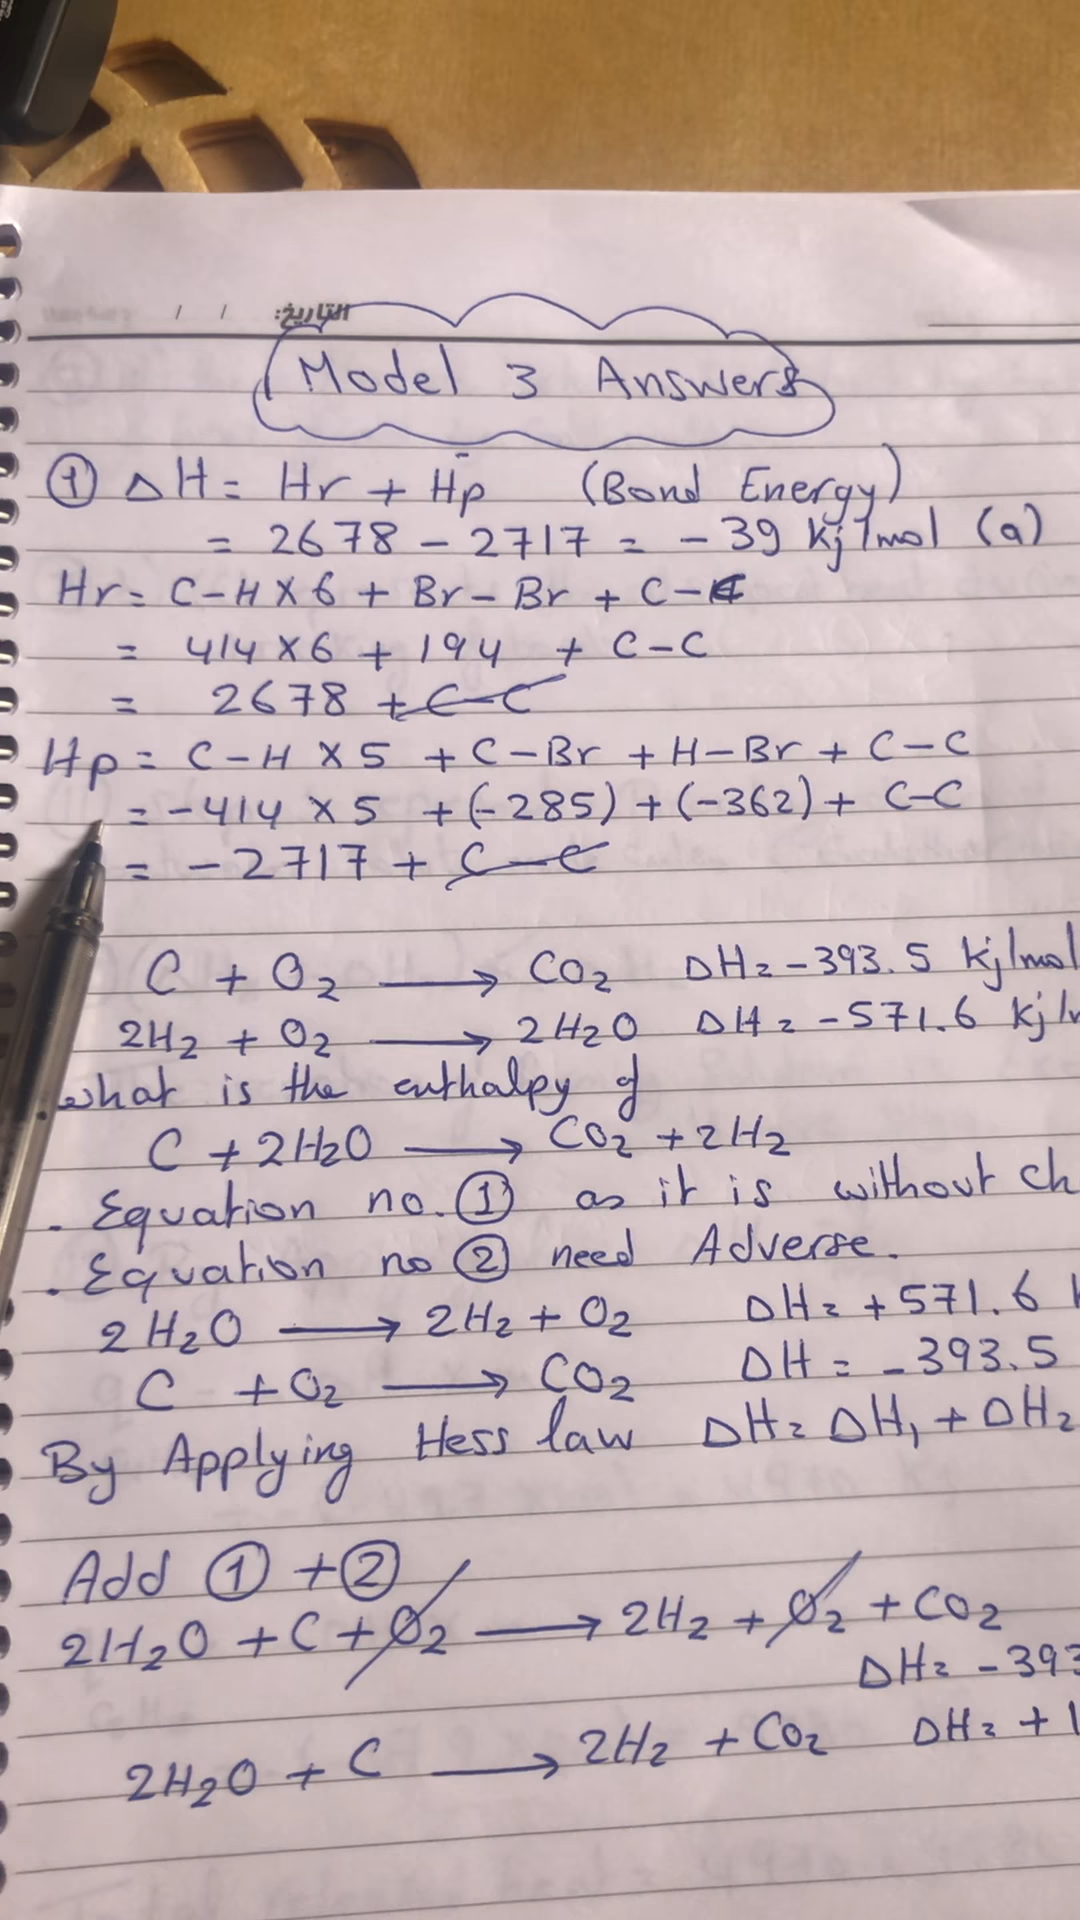 / / التاريخ:
Model 3 Answers
① ΔH = Hr + H̄p (Bond Energy)
= 2678 - 2717 = - 39 kj/mol (a)
Hr = C-H × 6 + Br - Br + C-C
= 414 × 6 + 194 + C-C
= 2678 + C-C
Hp = C-H × 5 + C-Br + H-Br + C-C
= -414 × 5 + (-285) + (-362) + C-C
= -2717 + C-C
C + O₂ → CO₂ ΔH = -393.5 kj/mol
2H₂ + O₂ → 2H₂O ΔH = -571.6 kj/
what is the enthalpy of
C + 2H₂O → CO₂ + 2H₂
. Equation no. ① as it is without ch
. Equation no ② need Adverse.
2H₂O → 2H₂ + O₂ ΔH = +571.6
C + O₂ → CO₂ ΔH = -393.5
By Applying Hess law ΔH = ΔH₁ + ΔH₂
Add ① + ②
2H₂O + C + O₂ → 2H₂ + O₂ + CO₂
ΔH = -393
2H₂O + C → 2H₂ + CO₂ ΔH = +1